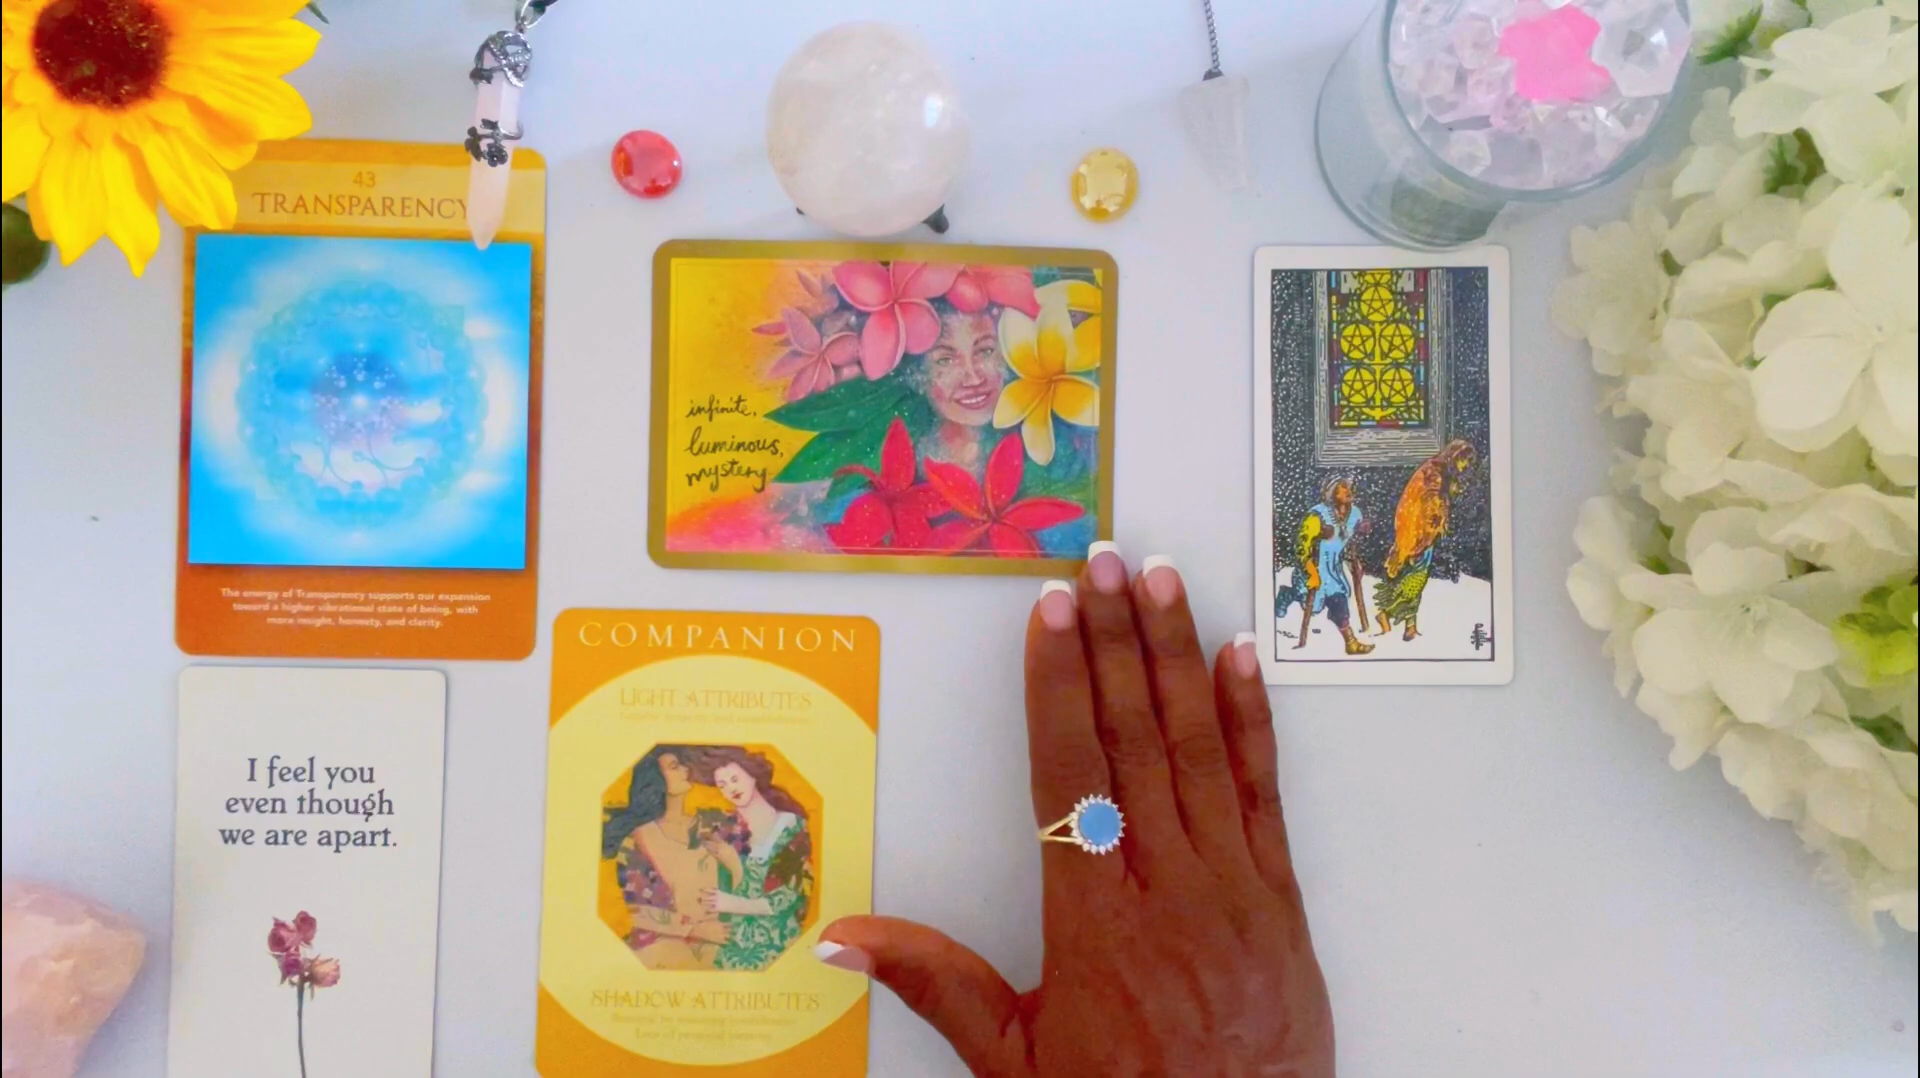 43
TRANSPARENCY
The energy of Transparency supports our expansion
toward a higher vibrational state of being, with
more insight, honesty, and clarity.
infinite,
luminous,
mystery
I feel you
even though
we are apart.
COMPANION
LIGHT ATTRIBUTES
SHADOW ATTRIBUTES